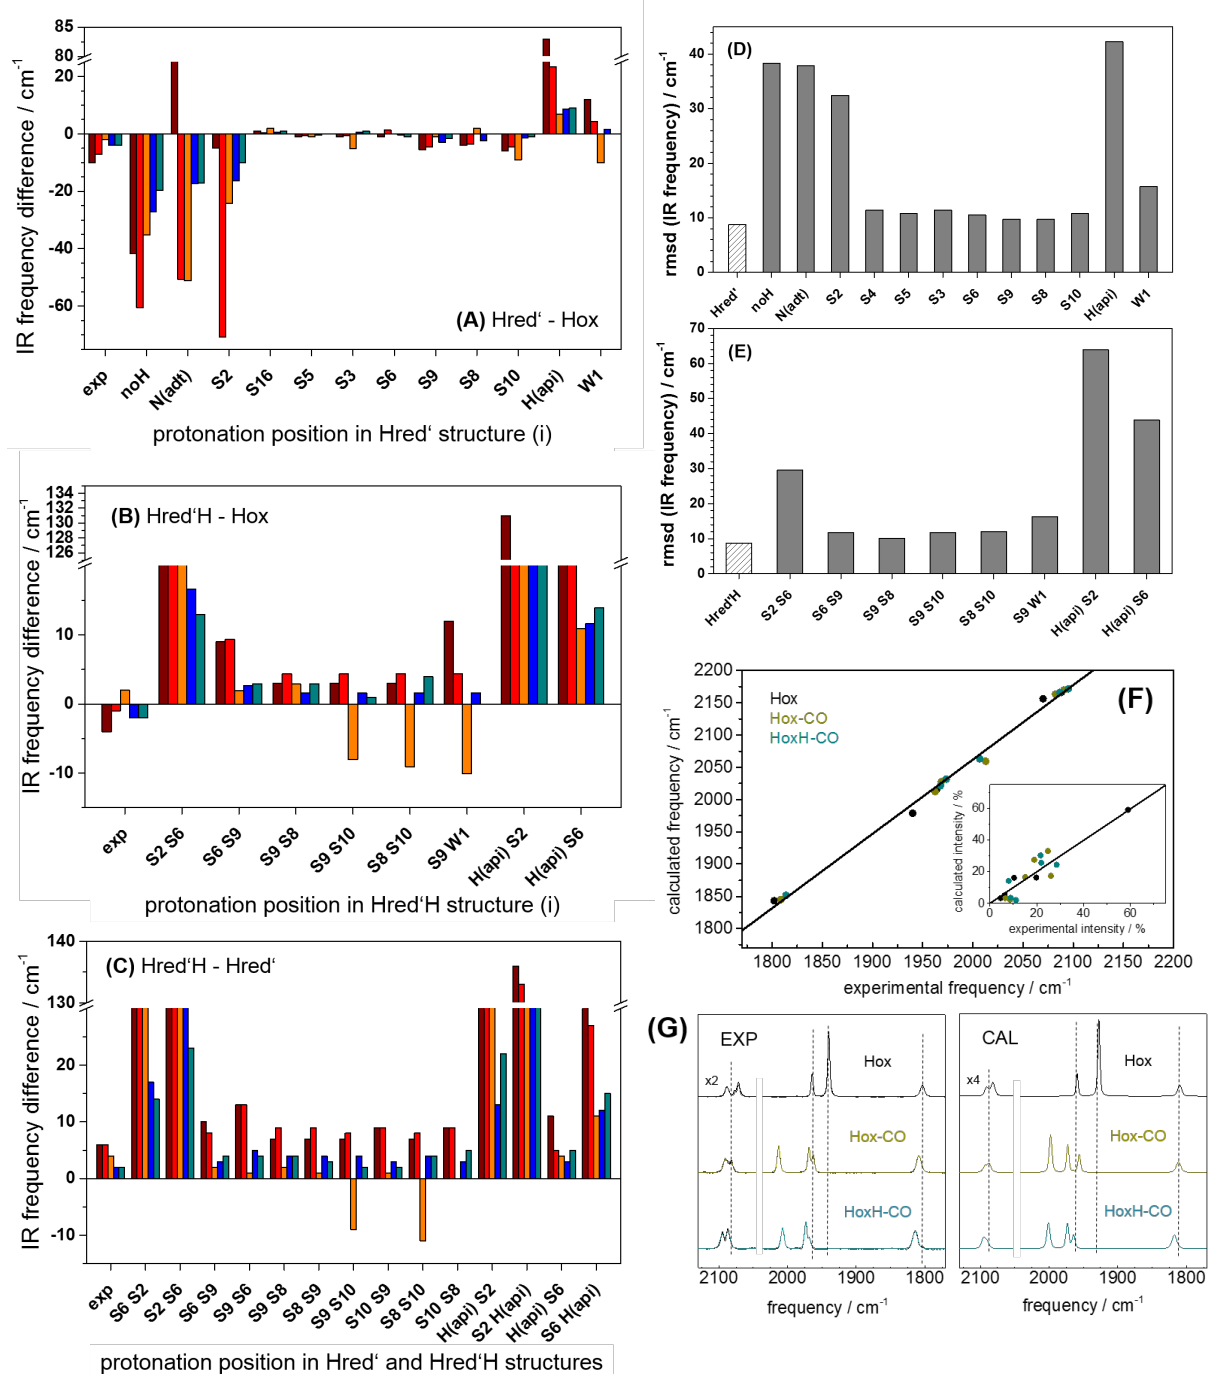 85
80
20
0
-20
-40
-60
IR frequency difference / cm-1
(A) Hred‘ - Hox
exp
noH
N(adt)
S2
S16
S5
S3
S6
S9
S8
S10
H(api)
W1
protonation position in Hred‘ structure (i)
134
132
130
128
126
10
0
-10
IR frequency difference / cm-1
(B) Hred‘H - Hox
exp
S2 S6
S6 S9
S9 S8
S9 S10
S8 S10
S9 W1
H(api) S2
H(api) S6
protonation position in Hred‘H structure (i)
140
130
20
10
0
-10
IR frequency difference / cm-1
(C) Hred‘H - Hred‘
exp
S6 S2
S2 S6
S6 S9
S9 S6
S9 S8
S8 S9
S9 S10
S10 S9
S8 S10
S10 S8
H(api) S2
S2 H(api)
H(api) S6
S6 H(api)
protonation position in Hred‘ and Hred‘H structures
(D)
40
30
20
10
0
rmsd (IR frequency) / cm-1
Hred'
noH
N(adt)
S2
S4
S5
S3
S6
S9
S8
S10
H(api)
W1
(E)
70
60
50
40
30
20
10
0
rmsd (IR frequency) / cm-1
Hred'H
S2 S6
S6 S9
S9 S8
S9 S10
S8 S10
S9 W1
H(api) S2
H(api) S6
2200
2150
2100
2050
2000
1950
1900
1850
1800
calculated frequency / cm-1
Hox
Hox-CO
HoxH-CO
(F)
60
40
20
0
calculated intensity / %
0 20 40 60
experimental intensity / %
1800 1850 1900 1950 2000 2050 2100 2150 2200
experimental frequency / cm-1
(G)
EXP
x2
Hox
Hox-CO
HoxH-CO
2100 2000 1900 1800
frequency / cm-1
CAL
x4
Hox
Hox-CO
HoxH-CO
2100 2000 1900 1800
frequency / cm-1